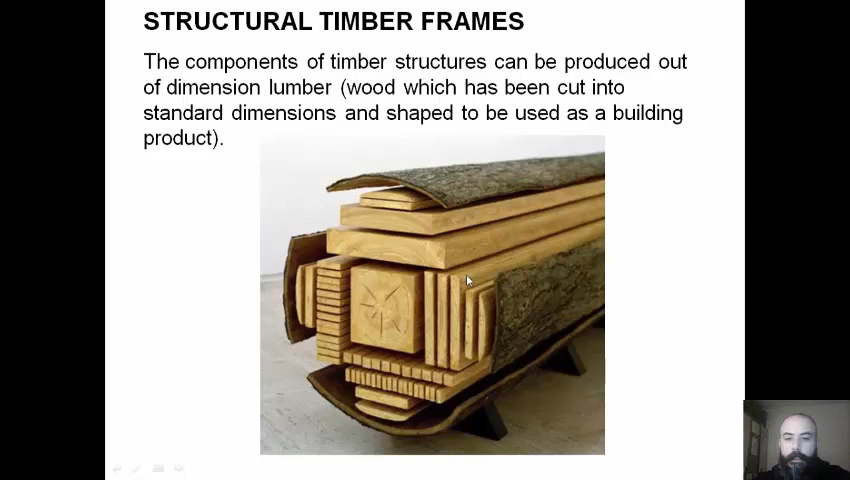 STRUCTURAL TIMBER FRAMES
The components of timber structures can be produced out
of dimension lumber (wood which has been cut into
standard dimensions and shaped to be used as a building
product).